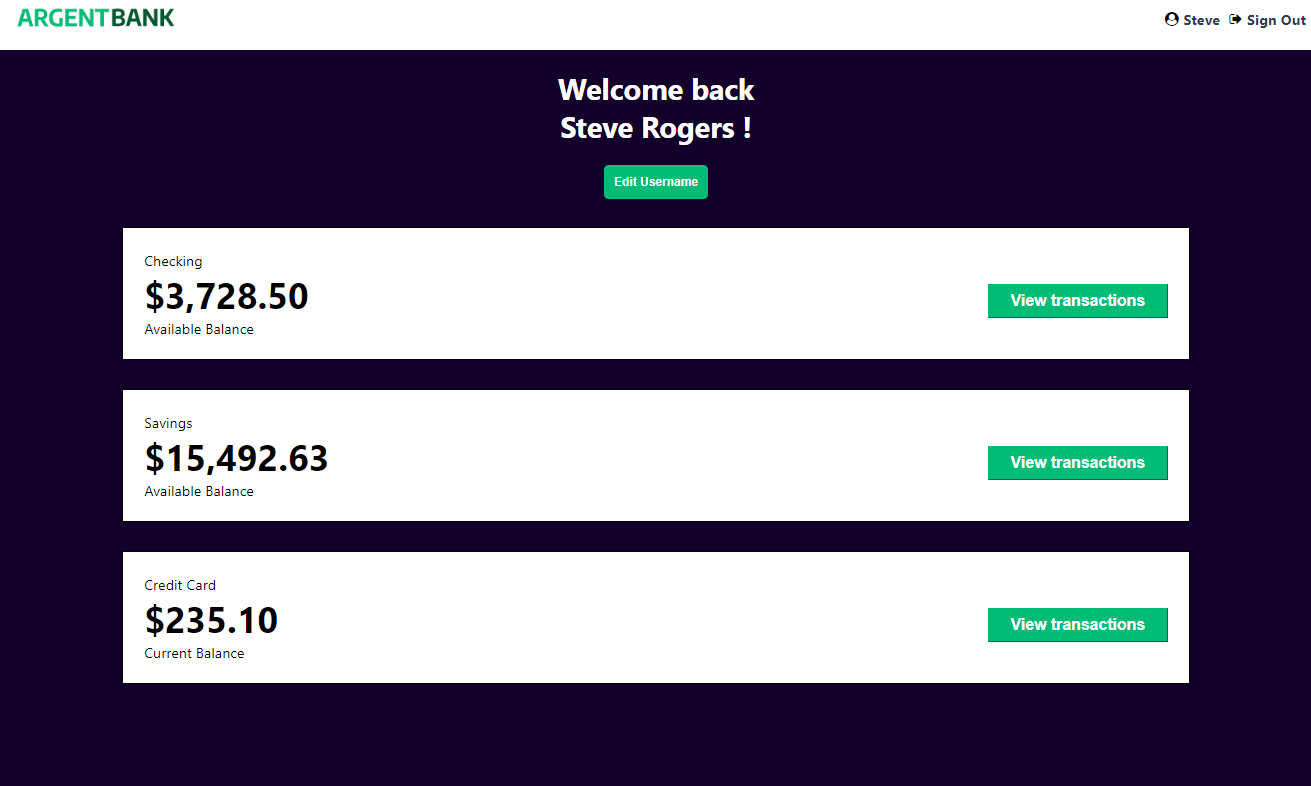 ARGENTBANK
Steve Sign Out
Welcome back
Steve Rogers !
Edit Username
Checking
$3,728.50
Available Balance
View transactions
Savings
$15,492.63
Available Balance
View transactions
Credit Card
$235.10
Current Balance
View transactions